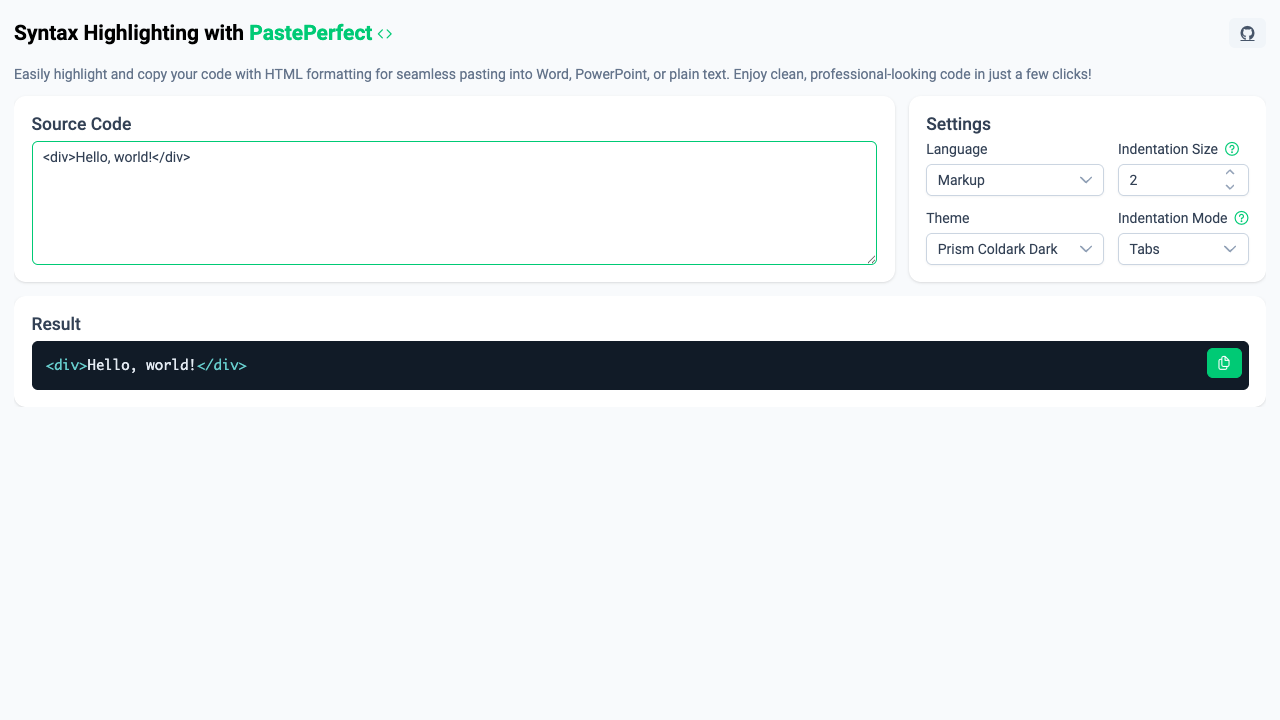 Syntax Highlighting with PastePerfect <>
Easily highlight and copy your code with HTML formatting for seamless pasting into Word, PowerPoint, or plain text. Enjoy clean, professional-looking code in just a few clicks!
Source Code
<div>Hello, world!</div>
Settings
Language
Indentation Size
Markup
2
Theme
Indentation Mode
Prism Coldark Dark
Tabs
Result
<div>Hello, world!</div>